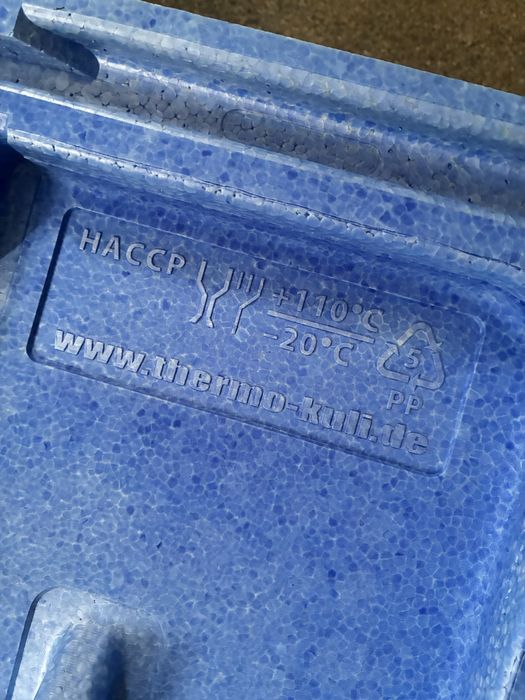 HACCP
+110°C
-20°C
5
PP
www.thermo-kuli.de